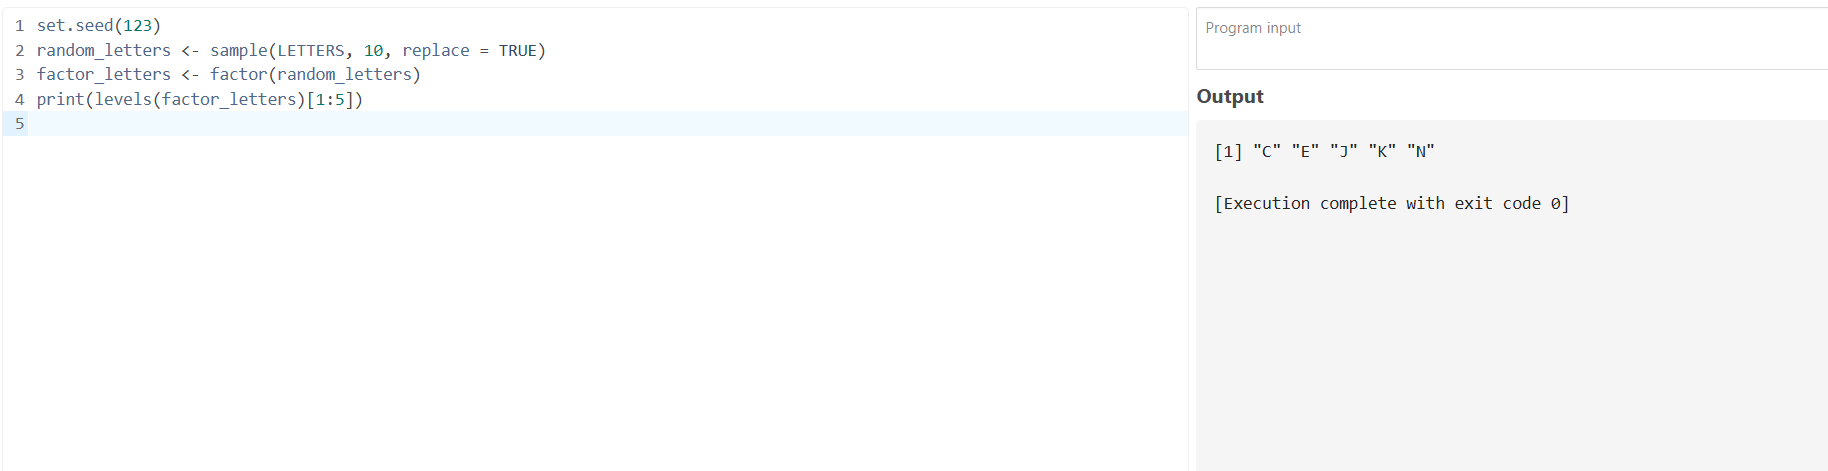 1 set.seed(123)
2 random_letters <- sample(LETTERS, 10, replace = TRUE)
3 factor_letters <- factor(random_letters)
4 print(levels(factor_letters)[1:5])
5
Program input
Output
[1] "C" "E" "J" "K" "N"
[Execution complete with exit code 0]